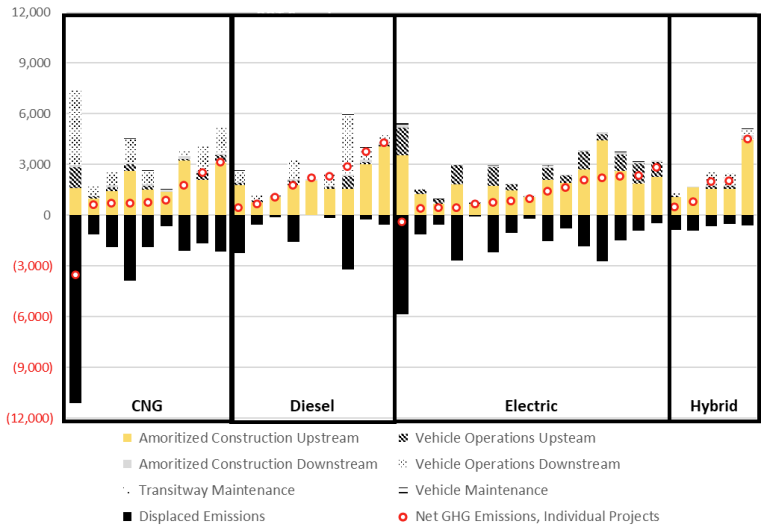 12,000
9,000
6,000
3,000
0
(3,000)
(6,000)
(9,000)
(12,000)
CNG Diesel Electric Hybrid
Amoritized Construction Upstream Vehicle Operations Upsteam
Amoritized Construction Downstream Vehicle Operations Downstream
Transitway Maintenance Vehicle Maintenance
Displaced Emissions Net GHG Emissions, Individual Projects